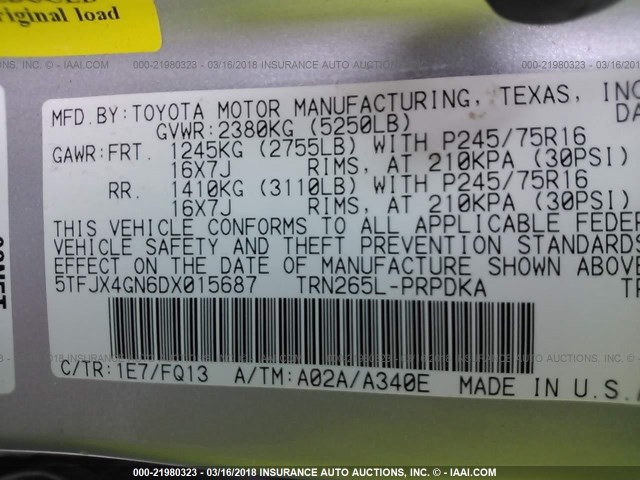 original load
000-21980323 - 03/16/2018 INSURANCE AUTO AUCTIONS, INC. - ©IAAI.COM
MFD.BY:TOYOTA MOTOR MANUFACTURING, TEXAS, INC
GVWR:2380KG (5250LB) DA
GAWR:FRT. 1245KG (2755LB) WITH P245/75R16
16X7J RIMS, AT 210KPA (30PSI)
RR. 1410KG (3110LB) WITH P245/75R16
16X7J RIMS, AT 210KPA (30PSI)
THIS VEHICLE CONFORMS TO ALL APPLICABLE FEDER
VEHICLE SAFETY AND THEFT PREVENTION STANDARDS
EFFECT ON THE DATE OF MANUFACTURE SHOWN ABOVE
5TFJX4GN6DX015687 TRN265L-PRPDKA TR
C/TR:1E7/FQ13 A/TM:A02A/A340E MADE IN U.S.A
000-21980323 - 03/16/2018 INSURANCE AUTO AUCTIONS, INC. - ©IAAI.COM